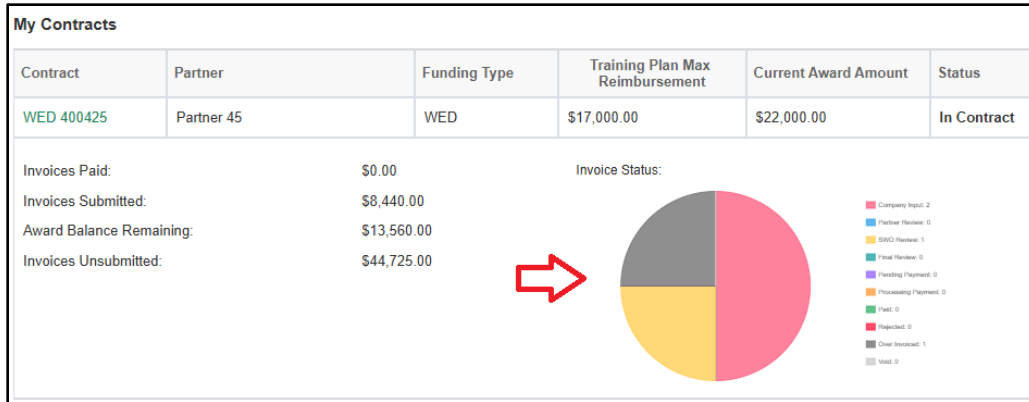 My Contracts
Contract Partner Funding Type Training Plan Max Reimbursement Current Award Amount Status
WED 400425 Partner 45 WED $17,000.00 $22,000.00 In Contract
Invoices Paid: $0.00
Invoices Submitted: $8,440.00
Award Balance Remaining: $13,560.00
Invoices Unsubmitted: $44,725.00
Invoice Status:
Company Input: 2
Partner Review: 0
SWO Review: 1
Final Review: 0
Pending Payment: 0
Processing Payment: 0
Paid: 0
Rejected: 0
Over Invoiced: 1
Void: 0